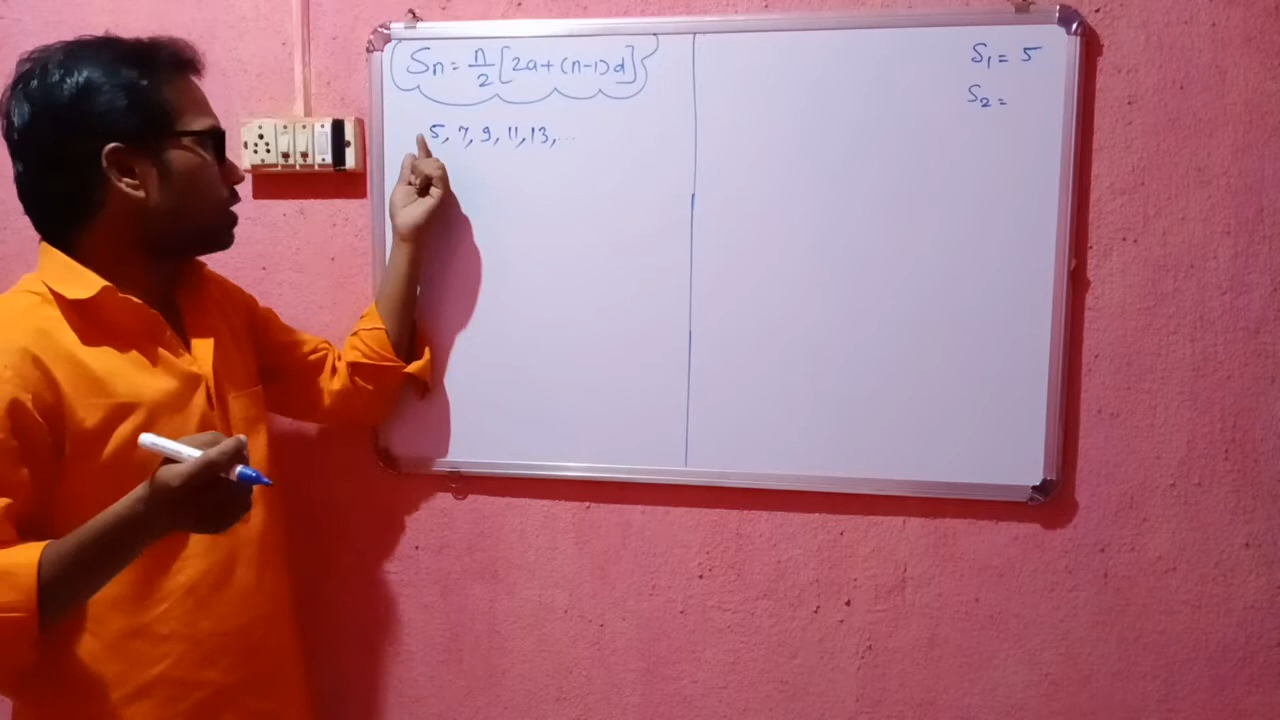 Sn = n/2 [2a+(n-1)d]
5, 7, 9, 11, 13, ...
S₁ = 5
S₂ =